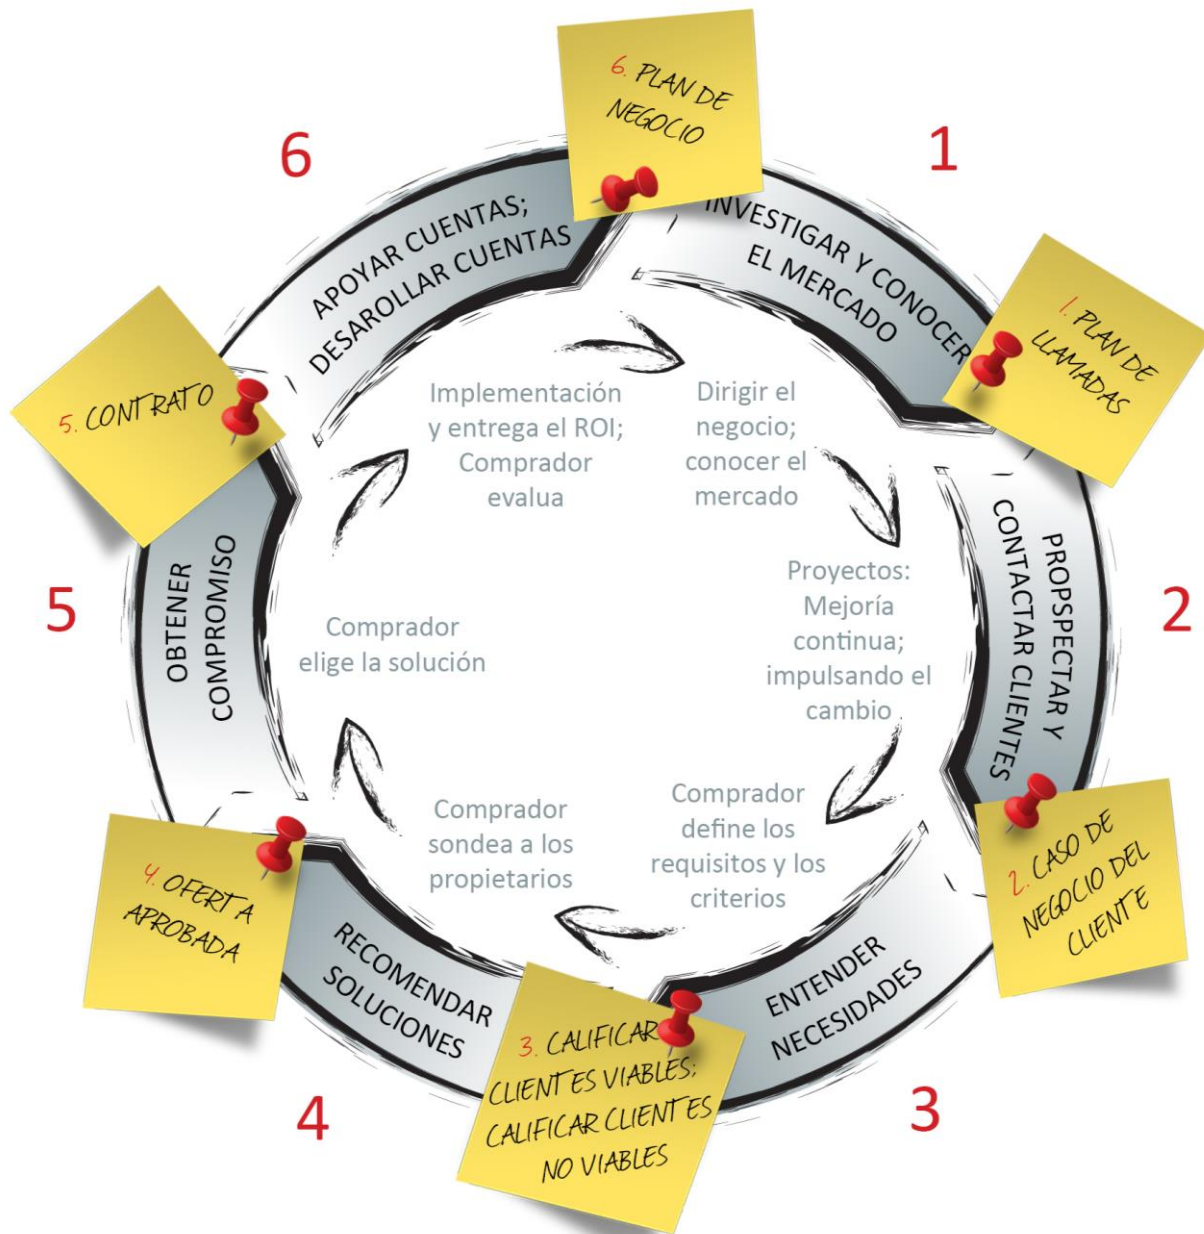 6. PLAN DE
NEGOCIO
1
INVESTIGAR Y CONOCER
EL MERCADO
1. PLAN DE
LLAMADAS
2
PROPSPECTAR Y
CONTACTAR CLIENTES
2. CASO DE
NEGOCIO DEL
CLIENTE
3
ENTENDER
NECESIDADES
3. CALIFICAR
CLIENTES VIABLES;
CALIFICAR CLIENTES
NO VIABLES
4
RECOMENDAR
SOLUCIONES
4. OFERTA
APROBADA
5
OBTENER
COMPROMISO
5. CONTRATO
6
APOYAR CUENTAS;
DESAROLLAR CUENTAS
Dirigir el
negocio;
conocer el
mercado
Proyectos:
Mejoría
continua;
impulsando el
cambio
Comprador
define los
requisitos y los
criterios
Comprador
sondea a los
propietarios
Comprador
elige la solución
Implementación
y entrega el ROI;
Comprador
evalua